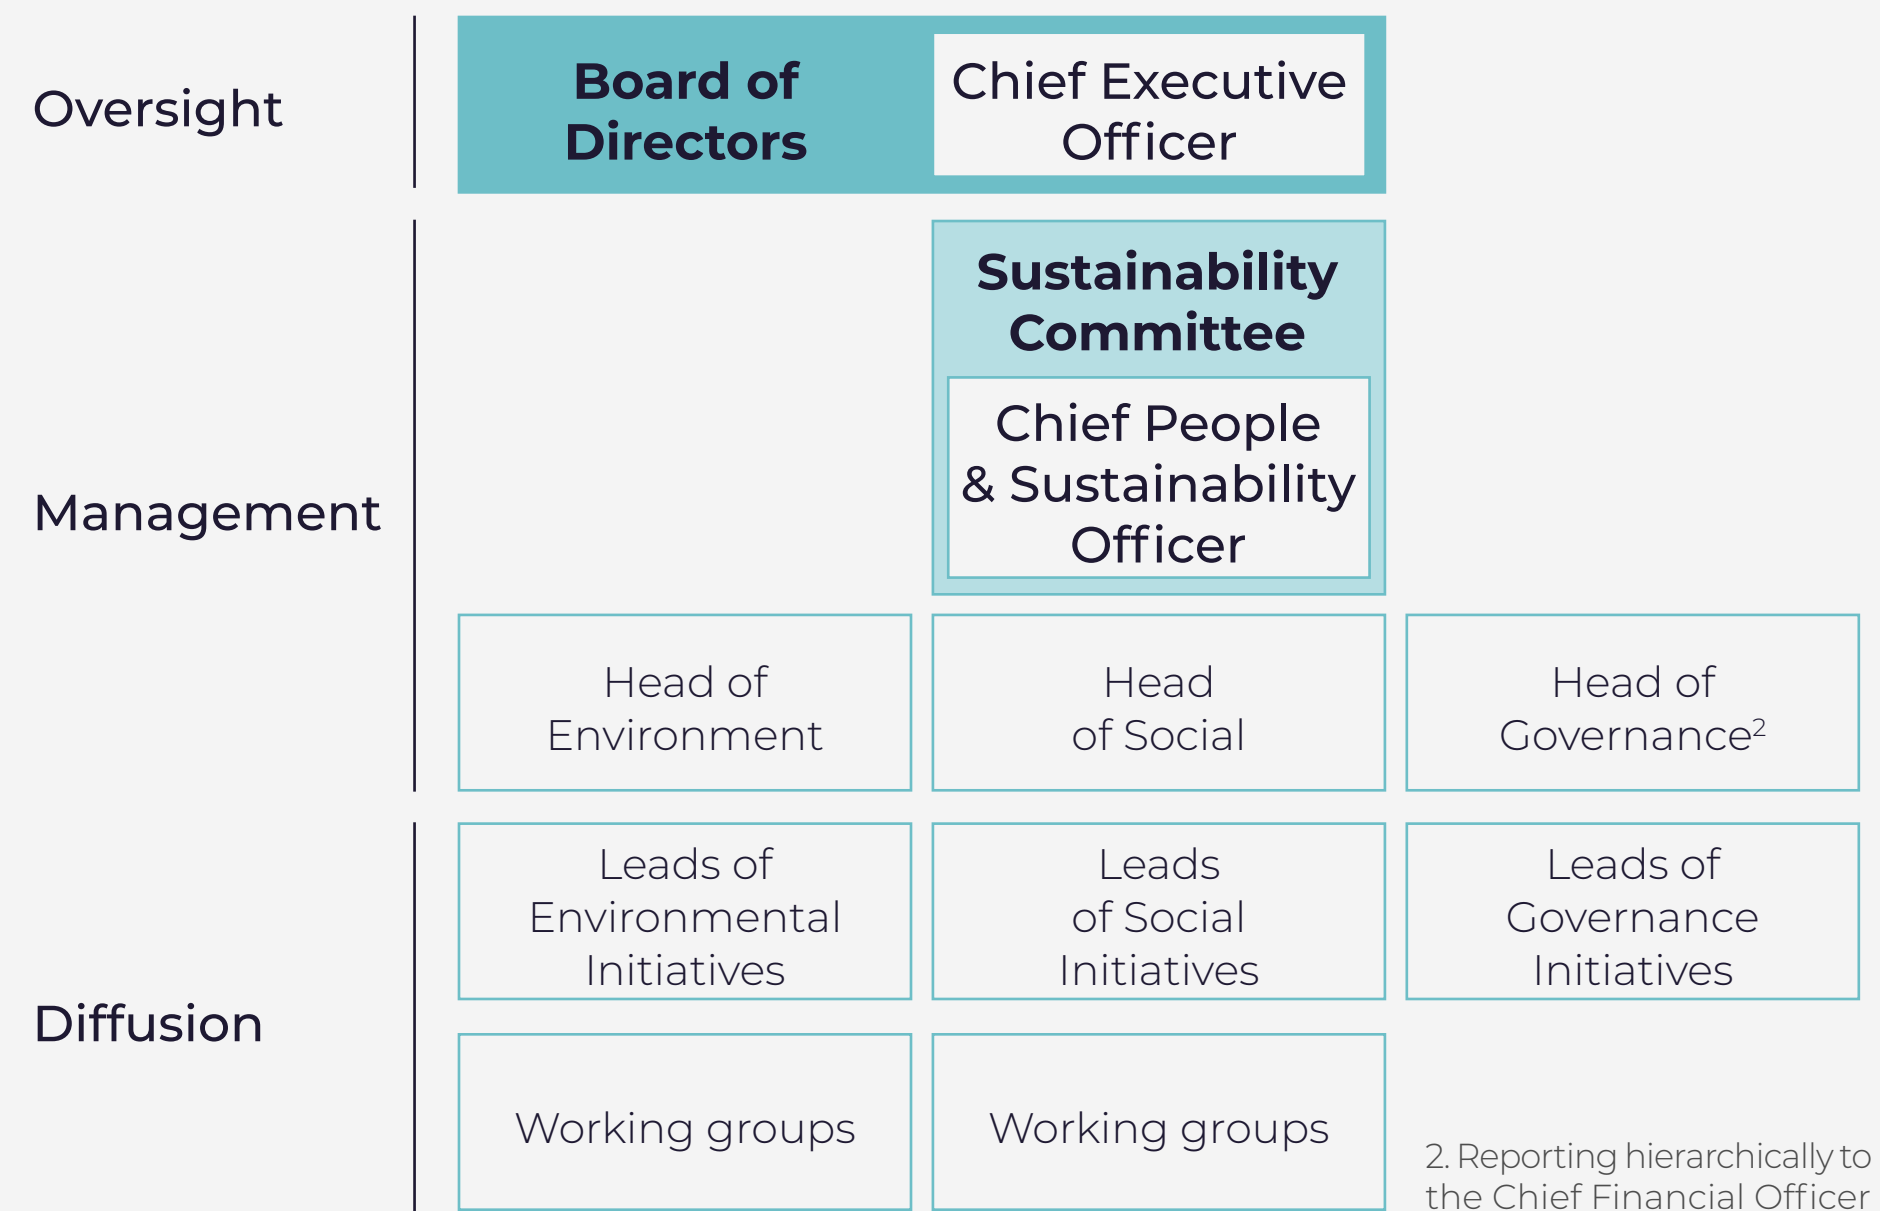 Oversight
Board of
Directors
Chief Executive
Officer
Management
Sustainability
Committee
Chief People
& Sustainability
Officer
Head of
Environment
Head
of Social
Head of
Governance²
Diffusion
Leads of
Environmental
Initiatives
Leads
of Social
Initiatives
Leads of
Governance
Initiatives
Working groups
Working groups
2. Reporting hierarchically to
the Chief Financial Officer